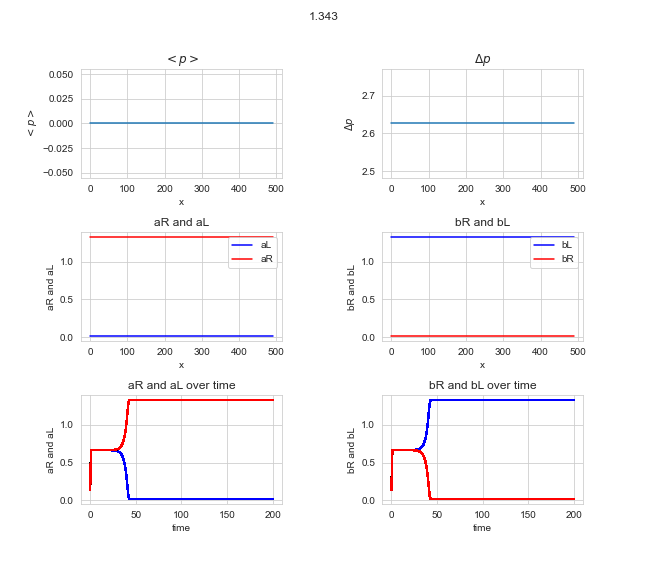 1.343
< p >
Δp
0.050
0.025
0.000
−0.025
−0.050
< p >
0 100 200 300 400 500
x
2.7
2.6
2.5
Δp
0 100 200 300 400 500
x
aR and aL
bR and bL
1.0
0.5
0.0
aR and aL
aL
aR
0 100 200 300 400 500
x
1.0
0.5
0.0
bR and bL
bL
bR
0 100 200 300 400 500
x
aR and aL over time
bR and bL over time
1.0
0.5
0.0
aR and aL
0 50 100 150 200
time
1.0
0.5
0.0
bR and bL
0 50 100 150 200
time